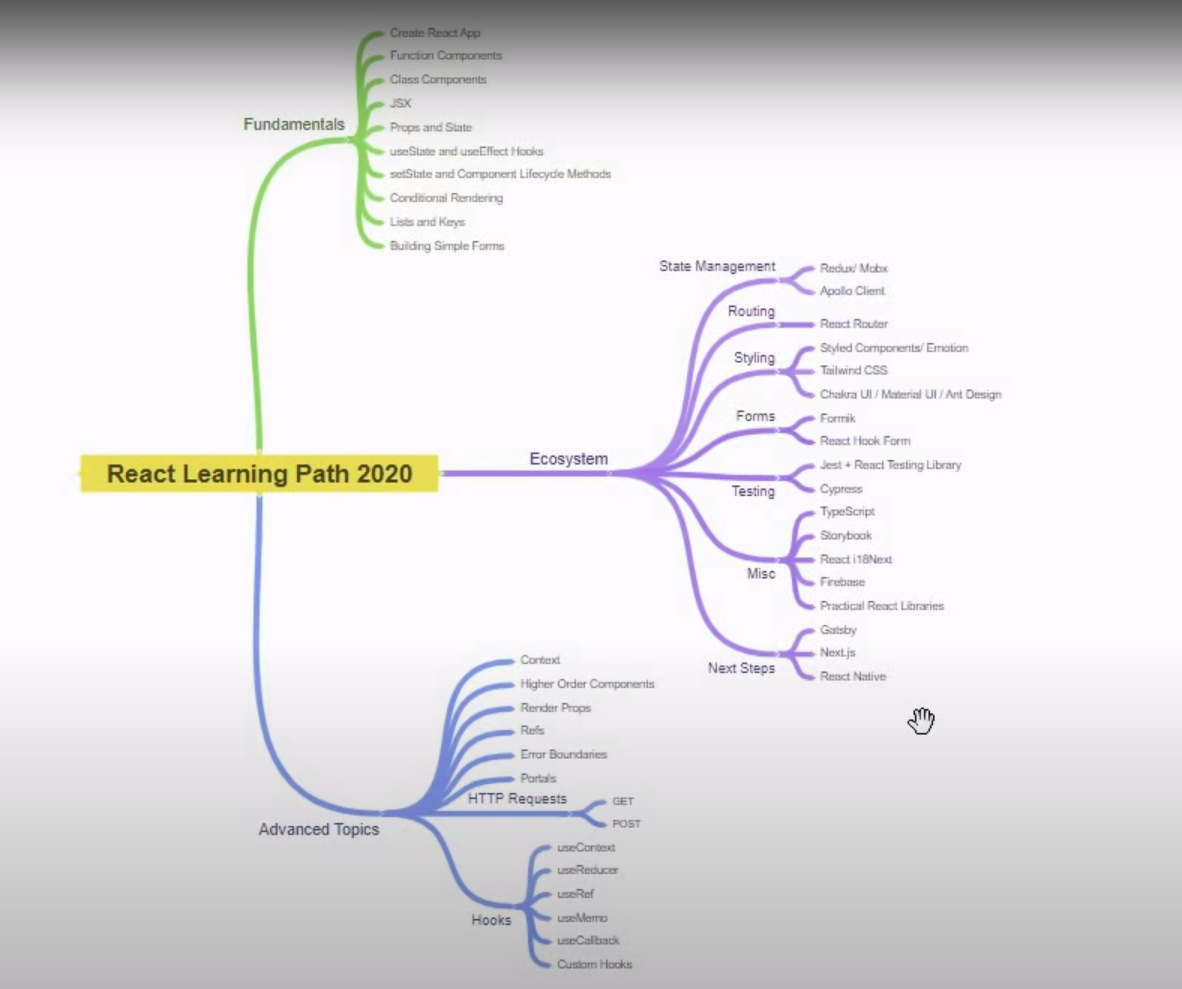 Create React App
Function Components
Class Components
JSX
Fundamentals
Props and State
useState and useEffect Hooks
setState and Component Lifecycle Methods
Conditional Rendering
Lists and Keys
Building Simple Forms
State Management
Redux/ Mobx
Apollo Client
Routing
React Router
Styling
Styled Components/ Emotion
Tailwind CSS
Chakra UI / Material UI / Ant Design
Forms
Formik
React Hook Form
React Learning Path 2020
Ecosystem
Testing
Jest + React Testing Library
Cypress
Misc
TypeScript
Storybook
React i18Next
Firebase
Practical React Libraries
Next Steps
Gatsby
Next.js
React Native
Advanced Topics
Context
Higher Order Components
Render Props
Refs
Error Boundaries
Portals
HTTP Requests
GET
POST
Hooks
useContext
useReducer
useRef
useMemo
useCallback
Custom Hooks